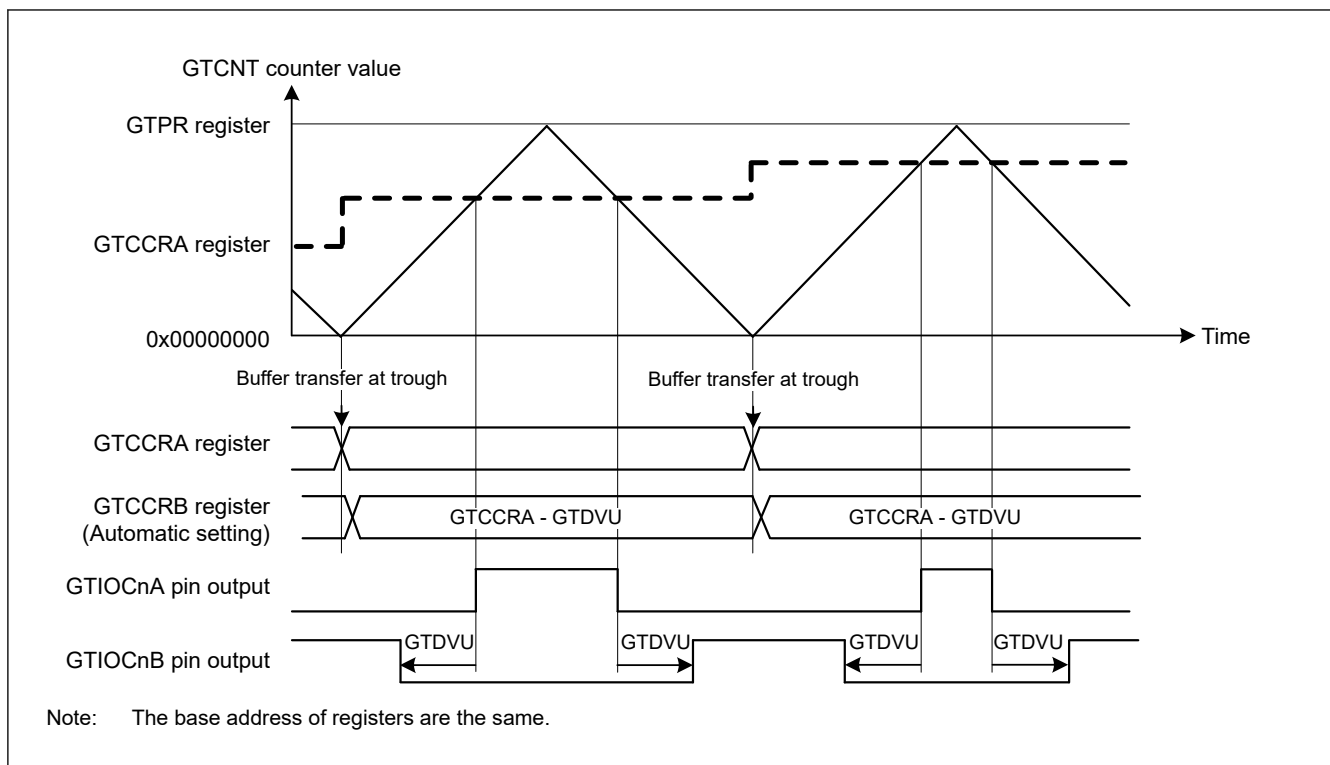 GTCNT counter value
GTPR register
GTCCRA register
0x00000000
Time
Buffer transfer at trough
Buffer transfer at trough
GTCCRA register
GTCCRB register
(Automatic setting)
GTCCRA - GTDVU
GTCCRA - GTDVU
GTIOCnA pin output
GTDVU
GTDVU
GTDVU
GTDVU
GTIOCnB pin output
Note: The base address of registers are the same.